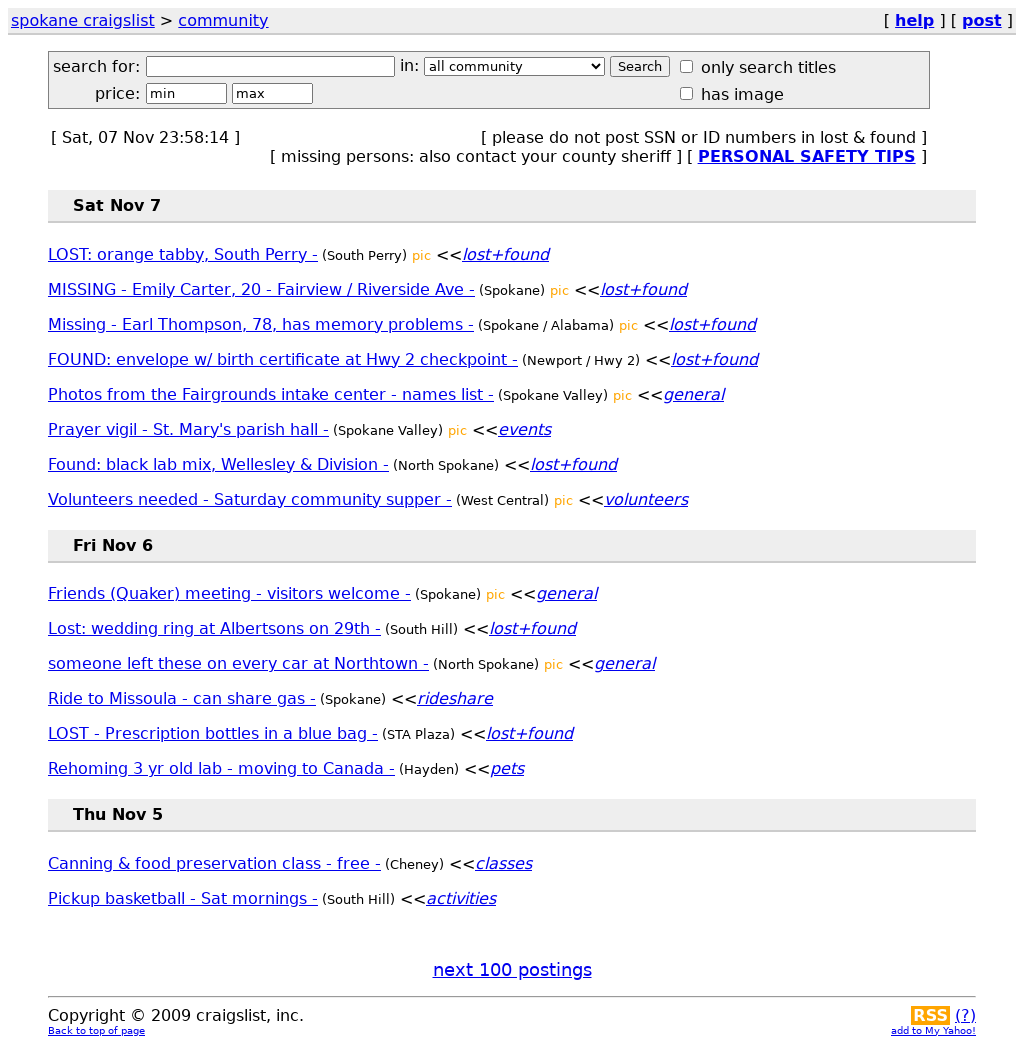 spokane craigslist > community [ help ] [ post ]
search for: in: all community Search only search titles
price: min max has image
[ Sat, 07 Nov 23:58:14 ] [ please do not post SSN or ID numbers in lost & found ]
[ missing persons: also contact your county sheriff ] [ PERSONAL SAFETY TIPS ]
Sat Nov 7
LOST: orange tabby, South Perry - (South Perry) pic <<lost+found
MISSING - Emily Carter, 20 - Fairview / Riverside Ave - (Spokane) pic <<lost+found
Missing - Earl Thompson, 78, has memory problems - (Spokane / Alabama) pic <<lost+found
FOUND: envelope w/ birth certificate at Hwy 2 checkpoint - (Newport / Hwy 2) <<lost+found
Photos from the Fairgrounds intake center - names list - (Spokane Valley) pic <<general
Prayer vigil - St. Mary's parish hall - (Spokane Valley) pic <<events
Found: black lab mix, Wellesley & Division - (North Spokane) <<lost+found
Volunteers needed - Saturday community supper - (West Central) pic <<volunteers
Fri Nov 6
Friends (Quaker) meeting - visitors welcome - (Spokane) pic <<general
Lost: wedding ring at Albertsons on 29th - (South Hill) <<lost+found
someone left these on every car at Northtown - (North Spokane) pic <<general
Ride to Missoula - can share gas - (Spokane) <<rideshare
LOST - Prescription bottles in a blue bag - (STA Plaza) <<lost+found
Rehoming 3 yr old lab - moving to Canada - (Hayden) <<pets
Thu Nov 5
Canning & food preservation class - free - (Cheney) <<classes
Pickup basketball - Sat mornings - (South Hill) <<activities
next 100 postings
Copyright © 2009 craigslist, inc. RSS (?)
Back to top of page add to My Yahoo!